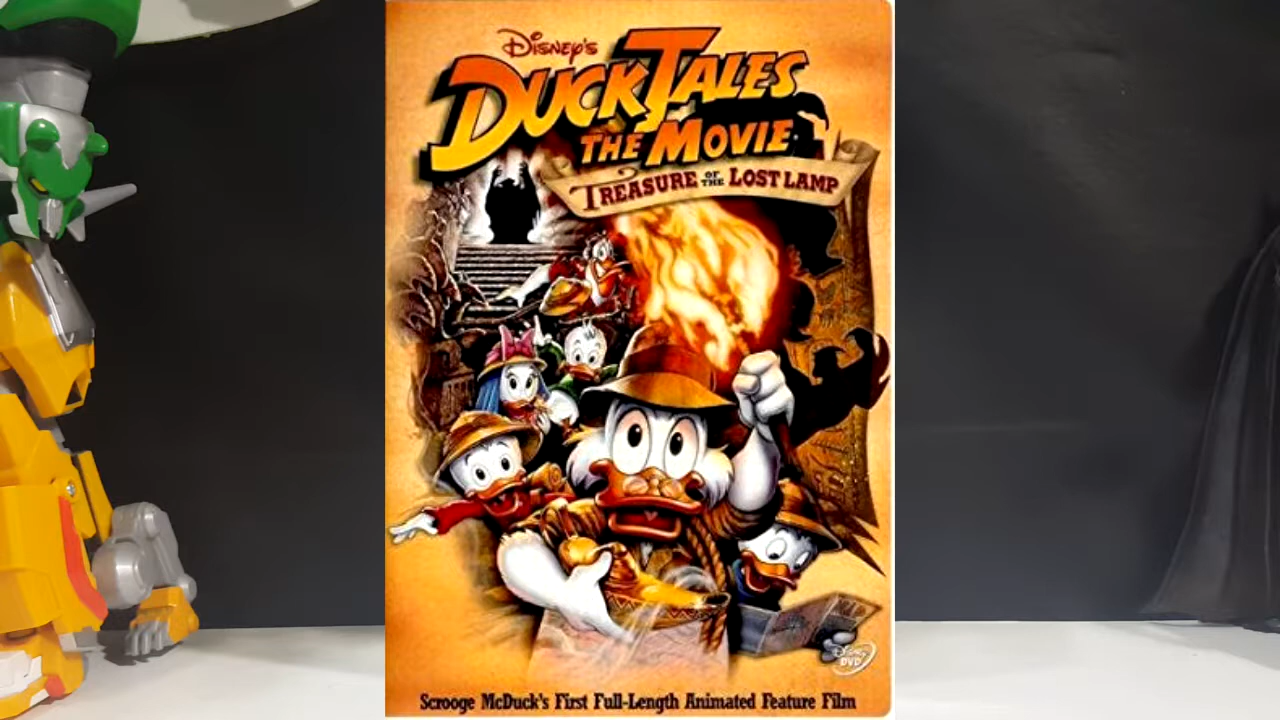 Disney's
DuckTales
The Movie
Treasure of the Lost Lamp
Disney
DVD
Scrooge McDuck's First Full-Length Animated Feature Film